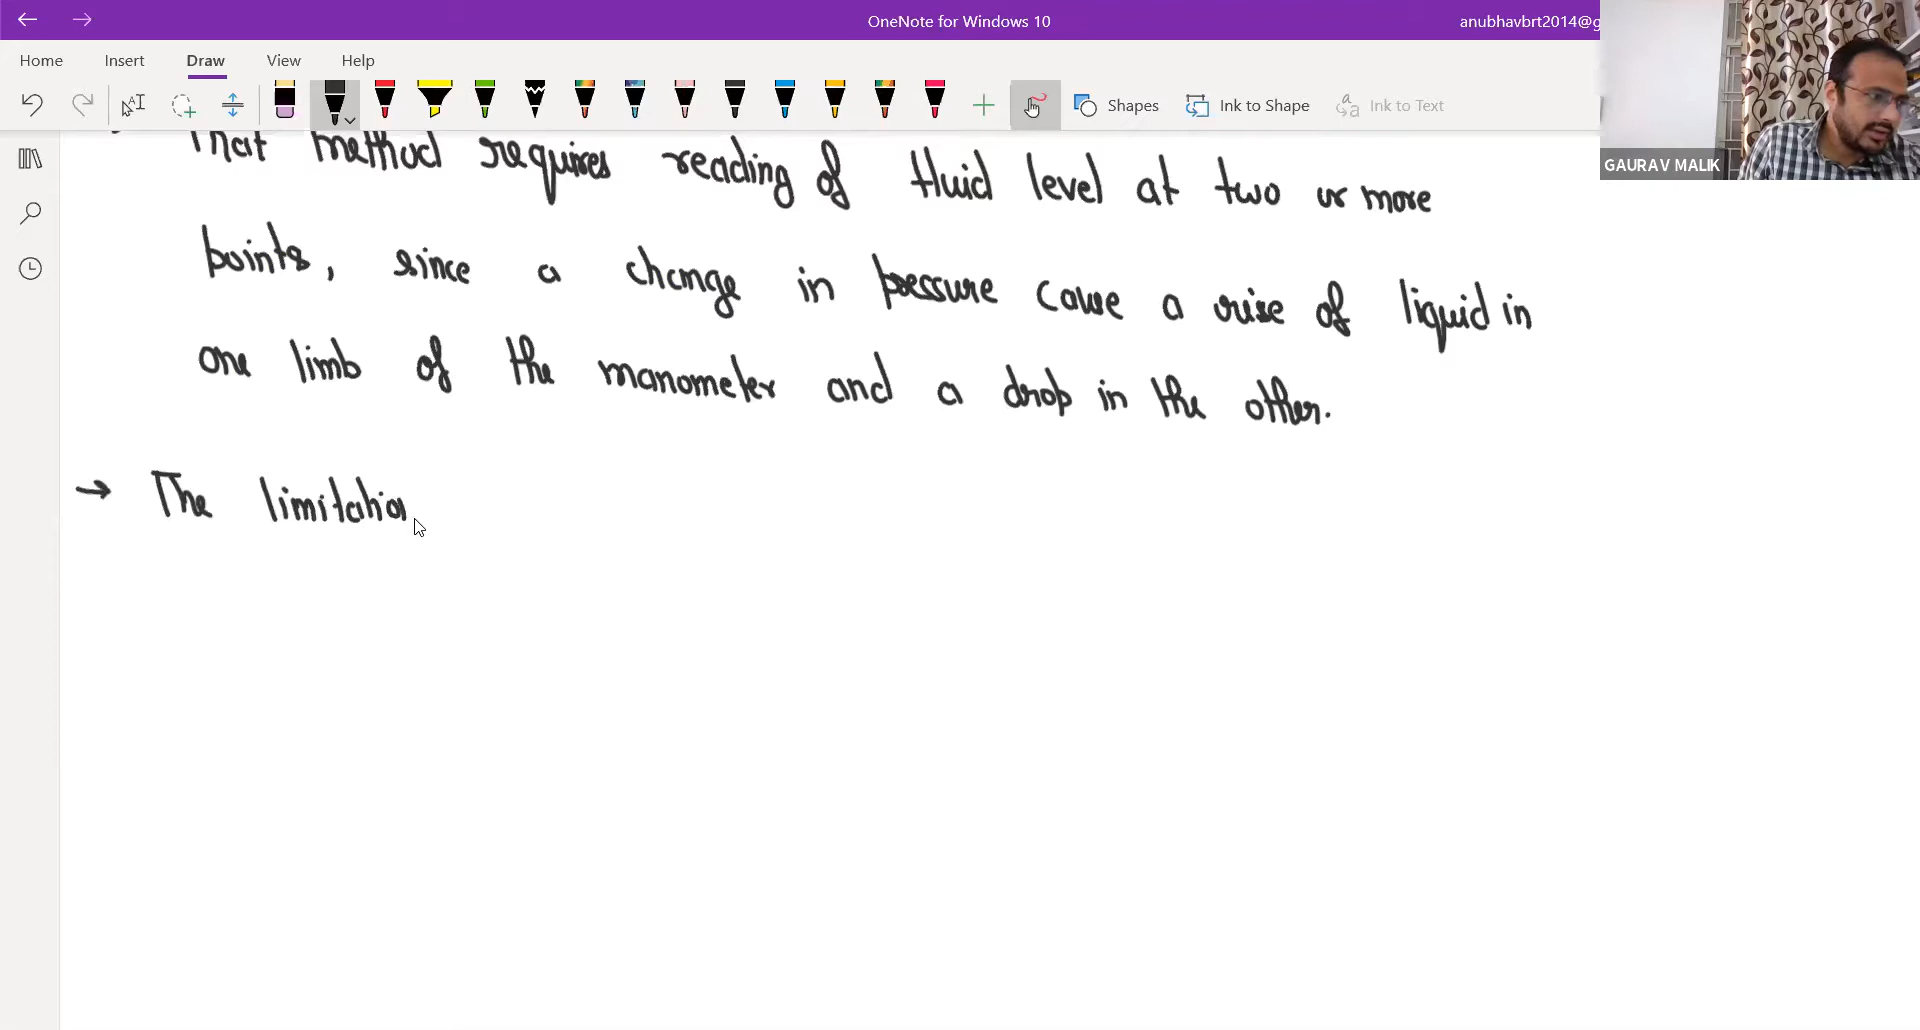 OneNote for Windows 10
anubhavbrt2014@g
Home Insert Draw View Help
Shapes Ink to Shape Ink to Text
GAURAV MALIK
That method requires reading of fluid level at two or more
points, since a change in pressure cause a rise of liquid in
one limb of the manometer and a drop in the other.
→ The limitatio